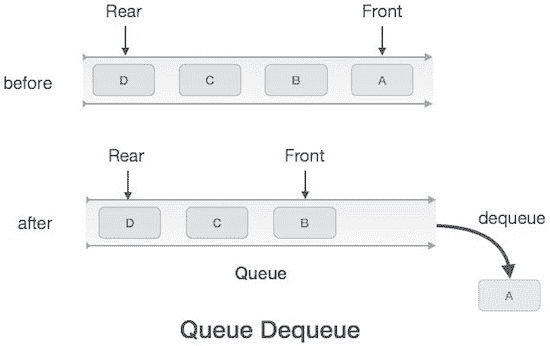 Rear Front
before D C B A
Rear Front
after D C B
dequeue
Queue
A
Queue Dequeue